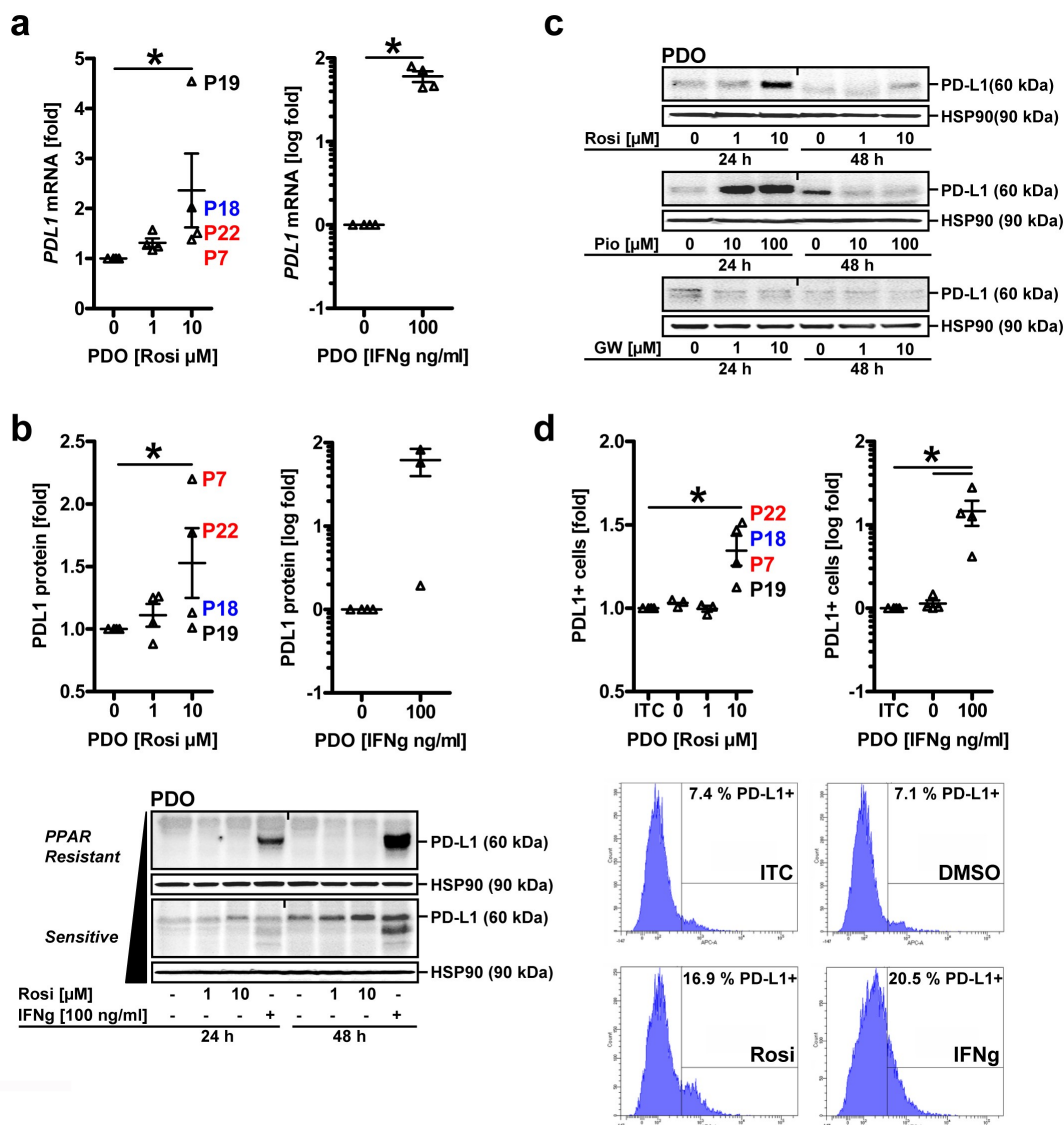 a
PDL1 mRNA [fold]
5
4
3
2
1
0
*
P19
P18
P22
P7
0 1 10
PDO [Rosi µM]
PDL1 mRNA [log fold]
2
1
0
-1
*
0 100
PDO [IFNg ng/ml]
b
PDL1 protein [fold]
2.5
2.0
1.5
1.0
0.5
*
P7
P22
P18
P19
0 1 10
PDO [Rosi µM]
PDL1 protein [log fold]
2
1
0
-1
0 100
PDO [IFNg ng/ml]
PDO
PPAR
Resistant
PD-L1 (60 kDa)
HSP90 (90 kDa)
Sensitive
PD-L1 (60 kDa)
HSP90 (90 kDa)
Rosi [µM] - 1 10 - - 1 10 -
IFNg [100 ng/ml] - - - + - - - +
24 h 48 h
c
PDO
PD-L1(60 kDa)
HSP90(90 kDa)
Rosi [µM] 0 1 10 0 1 10
24 h 48 h
PD-L1 (60 kDa)
HSP90 (90 kDa)
Pio [µM] 0 10 100 0 10 100
24 h 48 h
PD-L1 (60 kDa)
HSP90 (90 kDa)
GW [µM] 0 1 10 0 1 10
24 h 48 h
d
PDL1+ cells [fold]
2.0
1.5
1.0
0.5
*
P22
P18
P7
P19
ITC 0 1 10
PDO [Rosi µM]
PDL1+ cells [log fold]
2
1
0
-1
*
ITC 0 100
PDO [IFNg ng/ml]
7.4 % PD-L1+
ITC
Count
APC-A
7.1 % PD-L1+
DMSO
Count
APC-A
16.9 % PD-L1+
Rosi
Count
APC-A
20.5 % PD-L1+
IFNg
Count
APC-A